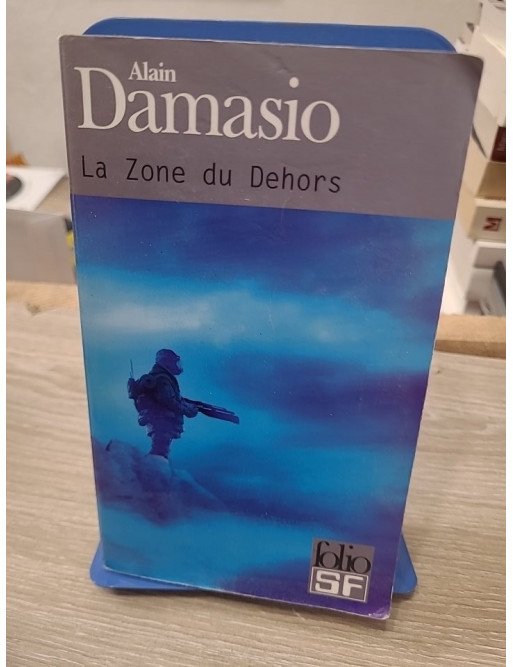 Alain
Damasio
La Zone du Dehors
folio
SF